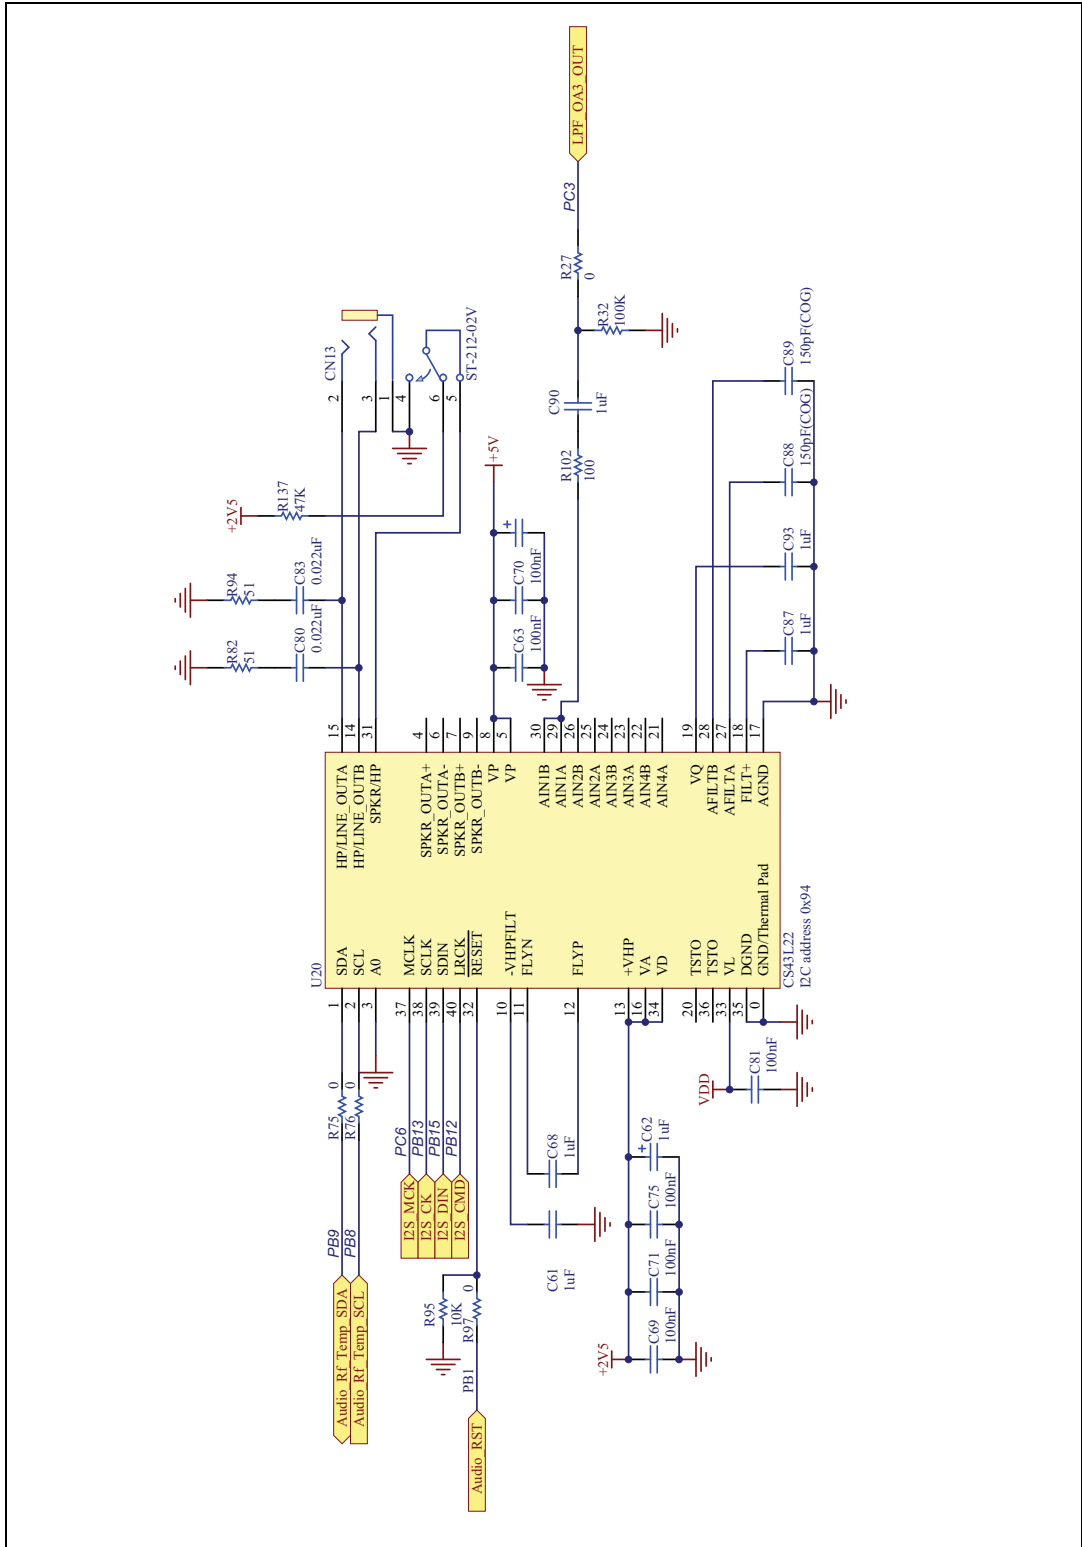 Audio_Rf_Temp_SDA
Audio_Rf_Temp_SCL
PB9
PB8
R75
0
R76
0
I2S_MCK
I2S_CK
I2S_DIN
I2S_CMD
PC6
PB13
PB15
PB12
Audio_RST
PB1
R95
10K
R97
0
C61
1uF
C68
1uF
+2V5
C69
100nF
C71
100nF
C75
100nF
C62
1uF
+
VDD
C81
100nF
U20
1 SDA
2 SCL
3 A0
37 MCLK
38 SCLK
39 SDIN
40 LRCK
32 RESET
10 -VHPFILT
11 FLYN
12 FLYP
13 +VHP
16 VA
34 VD
20 TSTO
36 TSTO
33 VL
35 DGND
0 GND/Thermal Pad
CS43L22
I2C address 0x94
HP/LINE_OUTA 15
HP/LINE_OUTB 14
SPKR/HP 31
SPKR_OUTA+ 4
SPKR_OUTA- 6
SPKR_OUTB+ 7
SPKR_OUTB- 9
VP 8
VP 5
AIN1B 30
AIN1A 29
AIN2B 26
AIN2A 25
AIN3B 24
AIN3A 23
AIN4B 22
AIN4A 21
VQ 19
AFILTB 28
AFILTA 27
FILT+ 18
AGND 17
R82
51
C80
0.022uF
R94
51
C83
0.022uF
+2V5
R137
47K
CN13
2
3
1
4
6
5
ST-212-02V
+5V
C63
100nF
C70
100nF
+
R102
100
C90
1uF
R32
100K
R27
0
PC3
LPF_OA3_OUT
C87
1uF
C93
1uF
C88
150pF(COG)
C89
150pF(COG)